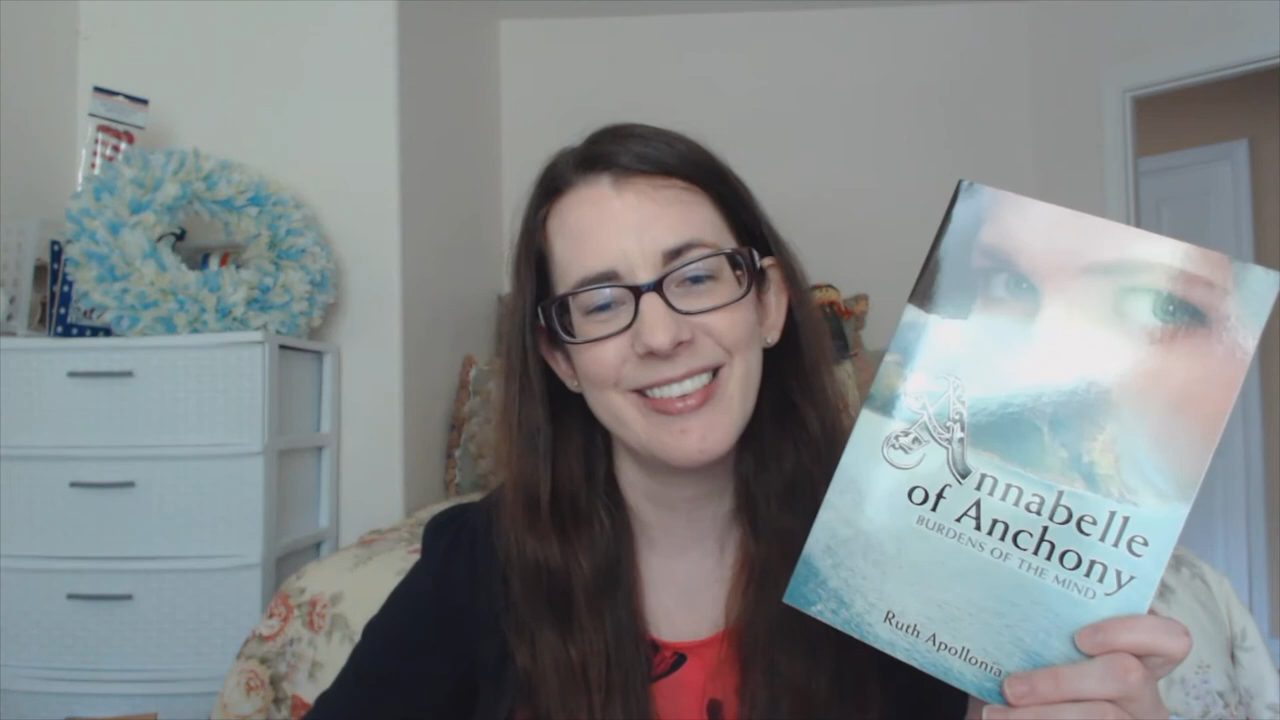 Annabelle
of Anchony
BURDENS OF THE MIND
Ruth Apollonia